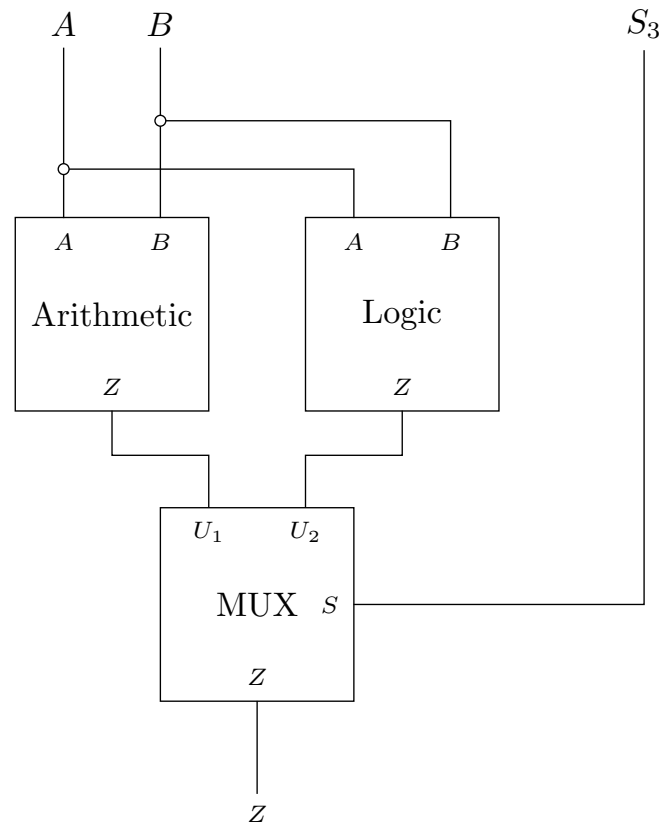 A B S₃
A B A B
Arithmetic Logic
Z Z
U₁ U₂
MUX S
Z
Z